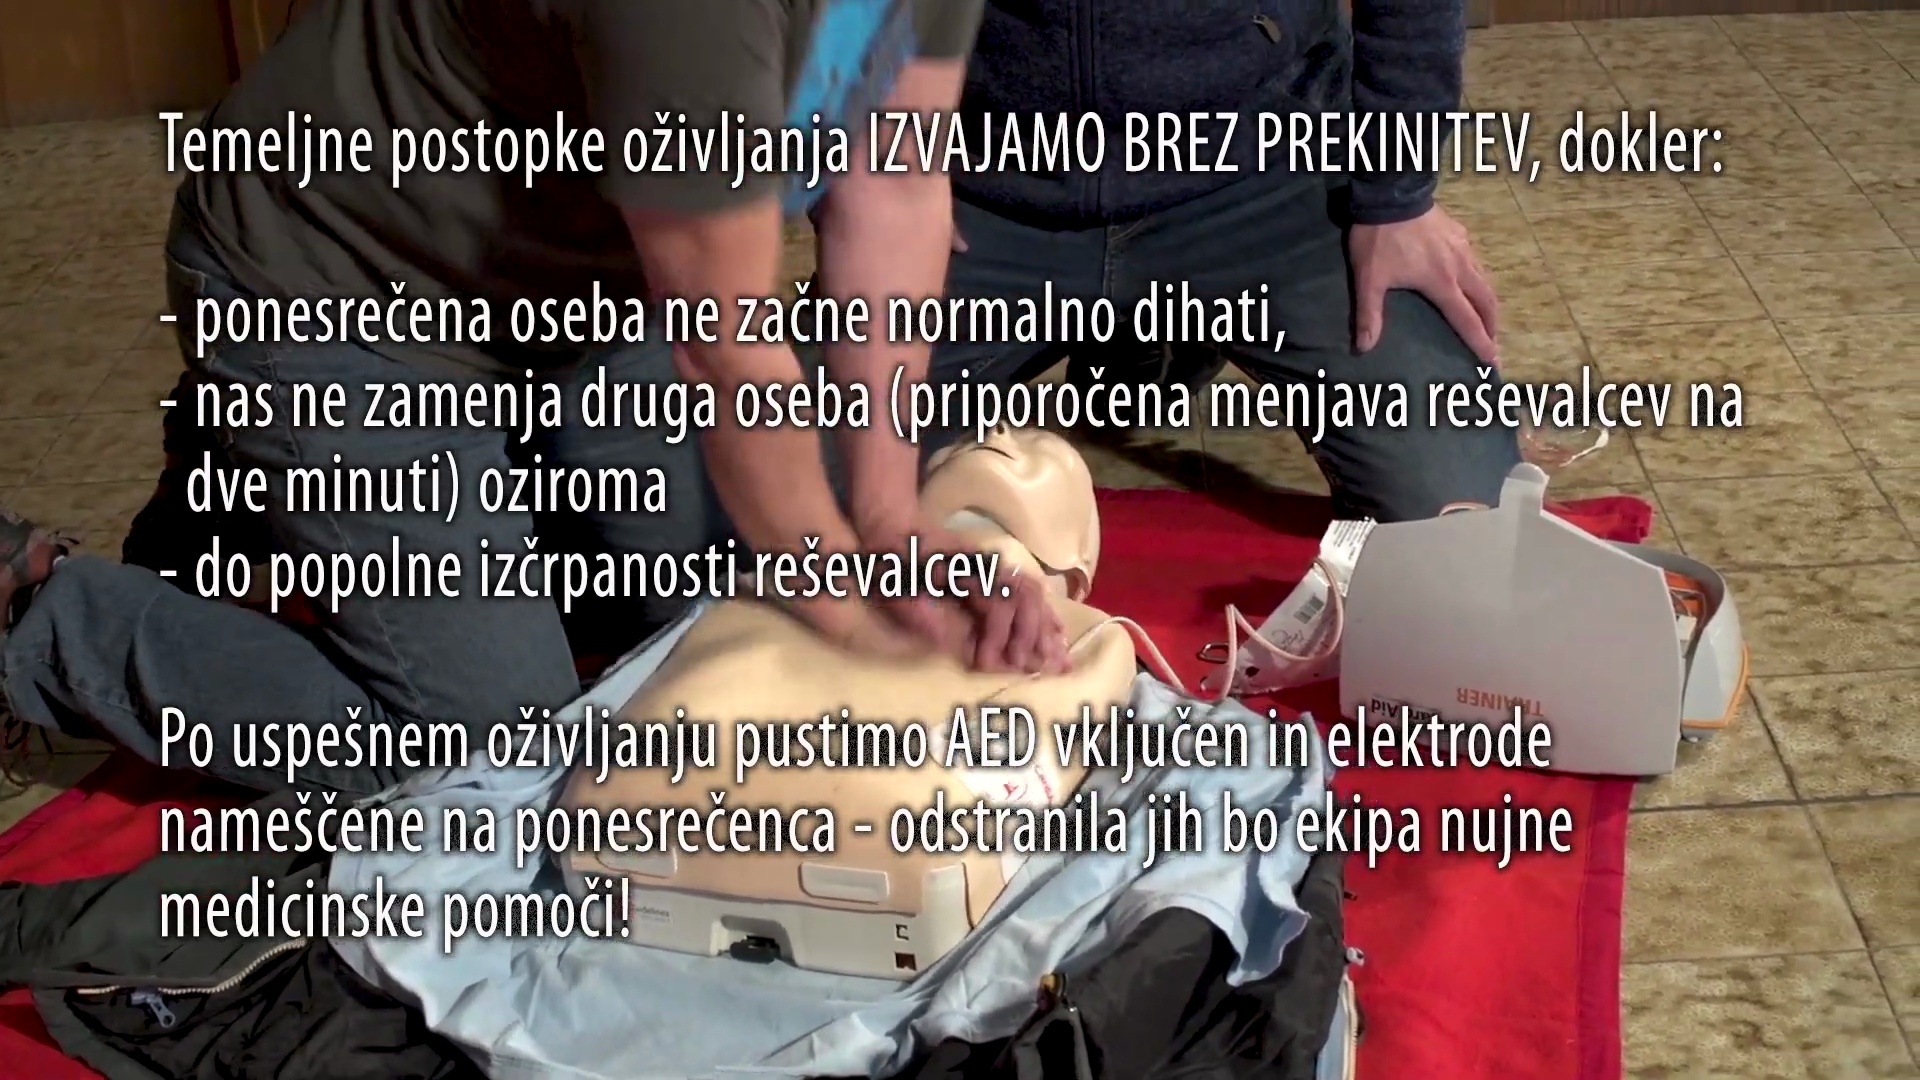 Temeljne postopke oživljanja IZVAJAMO BREZ PREKINITEV, dokler:
- ponesrečena oseba ne začne normalno dihati,
- nas ne zamenja druga oseba (priporočena menjava reševalcev na
dve minuti) oziroma
- do popolne izčrpanosti reševalcev.
Po uspešnem oživljanju pustimo AED vključen in elektrode
nameščene na ponesrečenca - odstranila jih bo ekipa nujne
medicinske pomoči!
TRAINER